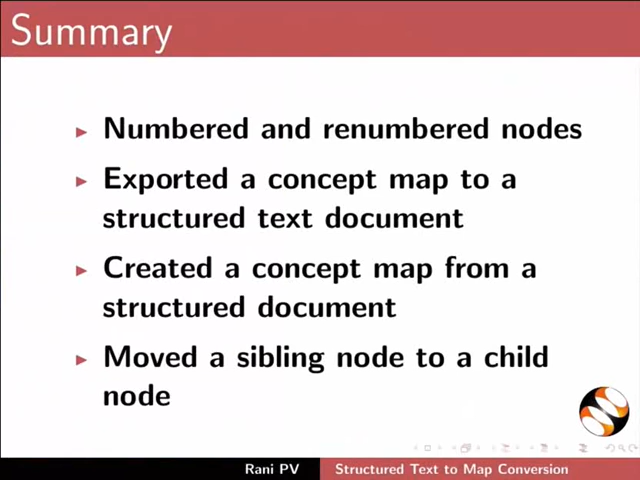 Summary
Numbered and renumbered nodes
Exported a concept map to a
structured text document
Created a concept map from a
structured document
Moved a sibling node to a child
node
Rani PV Structured Text to Map Conversion